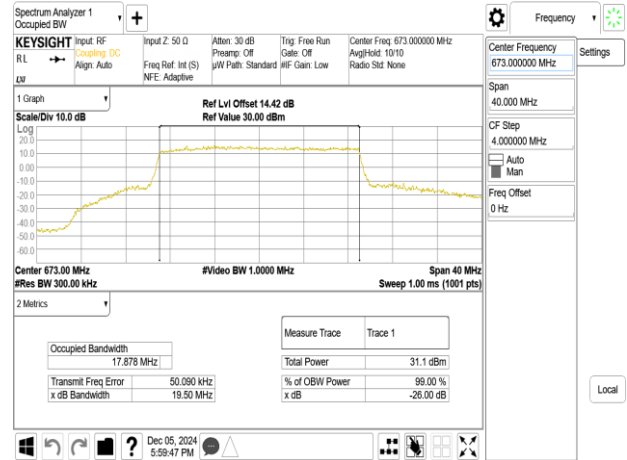 Spectrum Analyzer 1
Occupied BW
+
Frequency
KEYSIGHT
RL
LXI
Input: RF
Coupling: DC
Align: Auto
Input Z: 50 Ω
Freq Ref: Int (S)
NFE: Adaptive
Atten: 30 dB
Preamp: Off
µW Path: Standard
Trig: Free Run
Gate: Off
#IF Gain: Low
Center Freq: 673.000000 MHz
Avg|Hold: 10/10
Radio Std: None
Center Frequency
673.000000 MHz
Settings
Span
40.000 MHz
CF Step
4.000000 MHz
Auto
Man
Freq Offset
0 Hz
Local
1 Graph
Scale/Div 10.0 dB
Ref Lvl Offset 14.42 dB
Ref Value 30.00 dBm
Log
20.0
10.0
0.00
-10.0
-20.0
-30.0
-40.0
-50.0
-60.0
Center 673.00 MHz
#Video BW 1.0000 MHz
Span 40 MHz
#Res BW 300.00 kHz
Sweep 1.00 ms (1001 pts)
2 Metrics
Measure Trace Trace 1
Occupied Bandwidth
17.878 MHz
Total Power 31.1 dBm
Transmit Freq Error 50.090 kHz
% of OBW Power 99.00 %
x dB Bandwidth 19.50 MHz
x dB -26.00 dB
?
Dec 05, 2024
5:59:47 PM